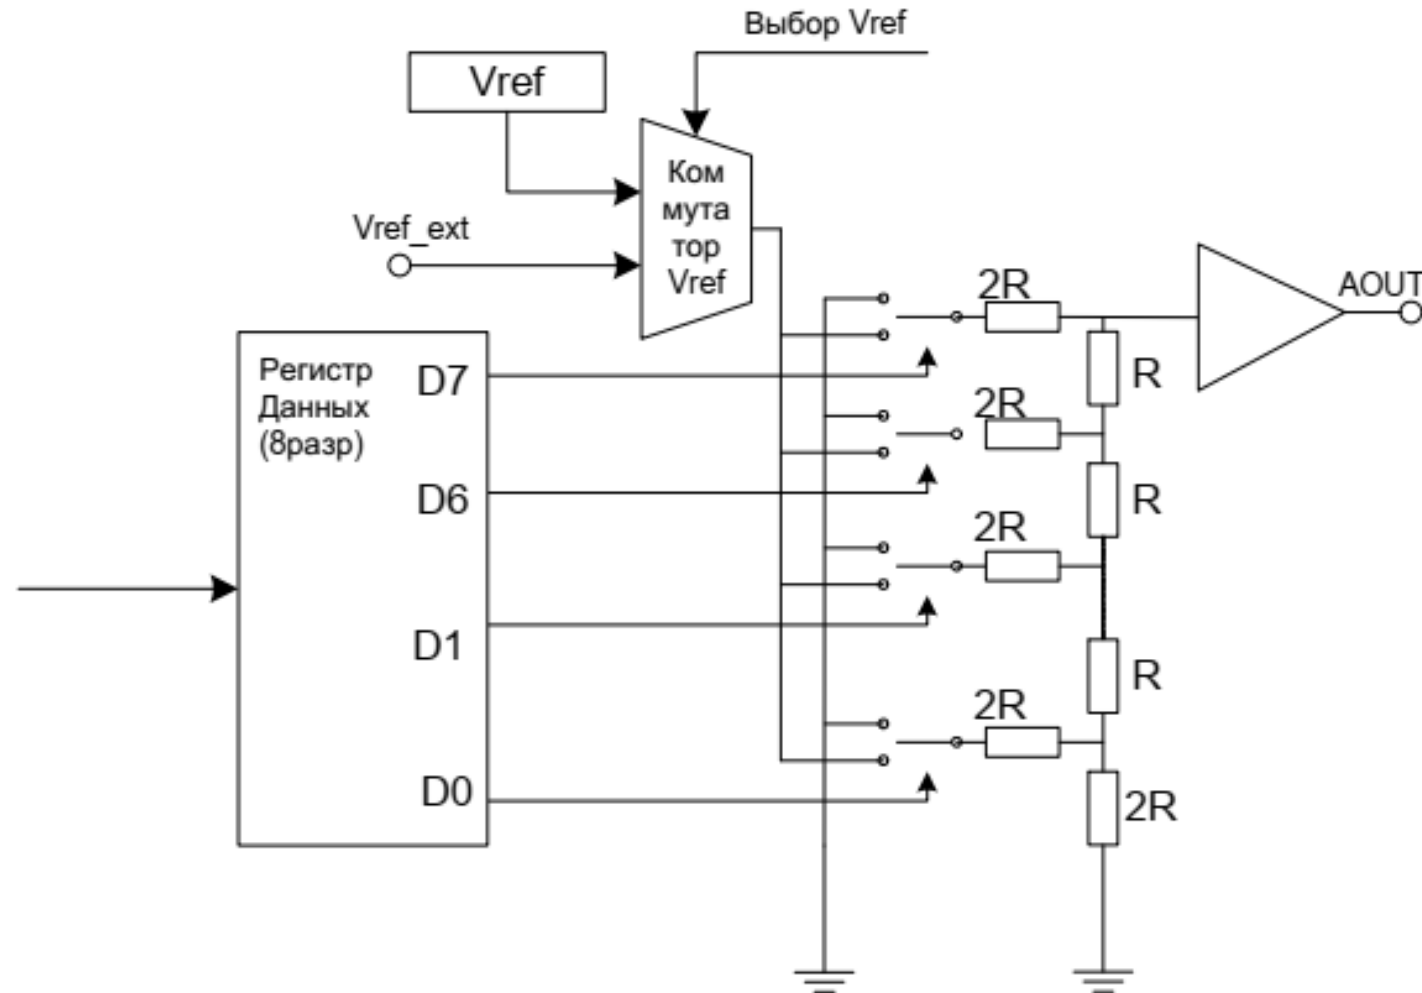 Выбор Vref
Vref
Ком
мута
тор
Vref
Vref_ext
2R
AOUT
Регистр
Данных
(8разр)
D7
R
2R
D6
R
2R
D1
R
2R
D0
2R